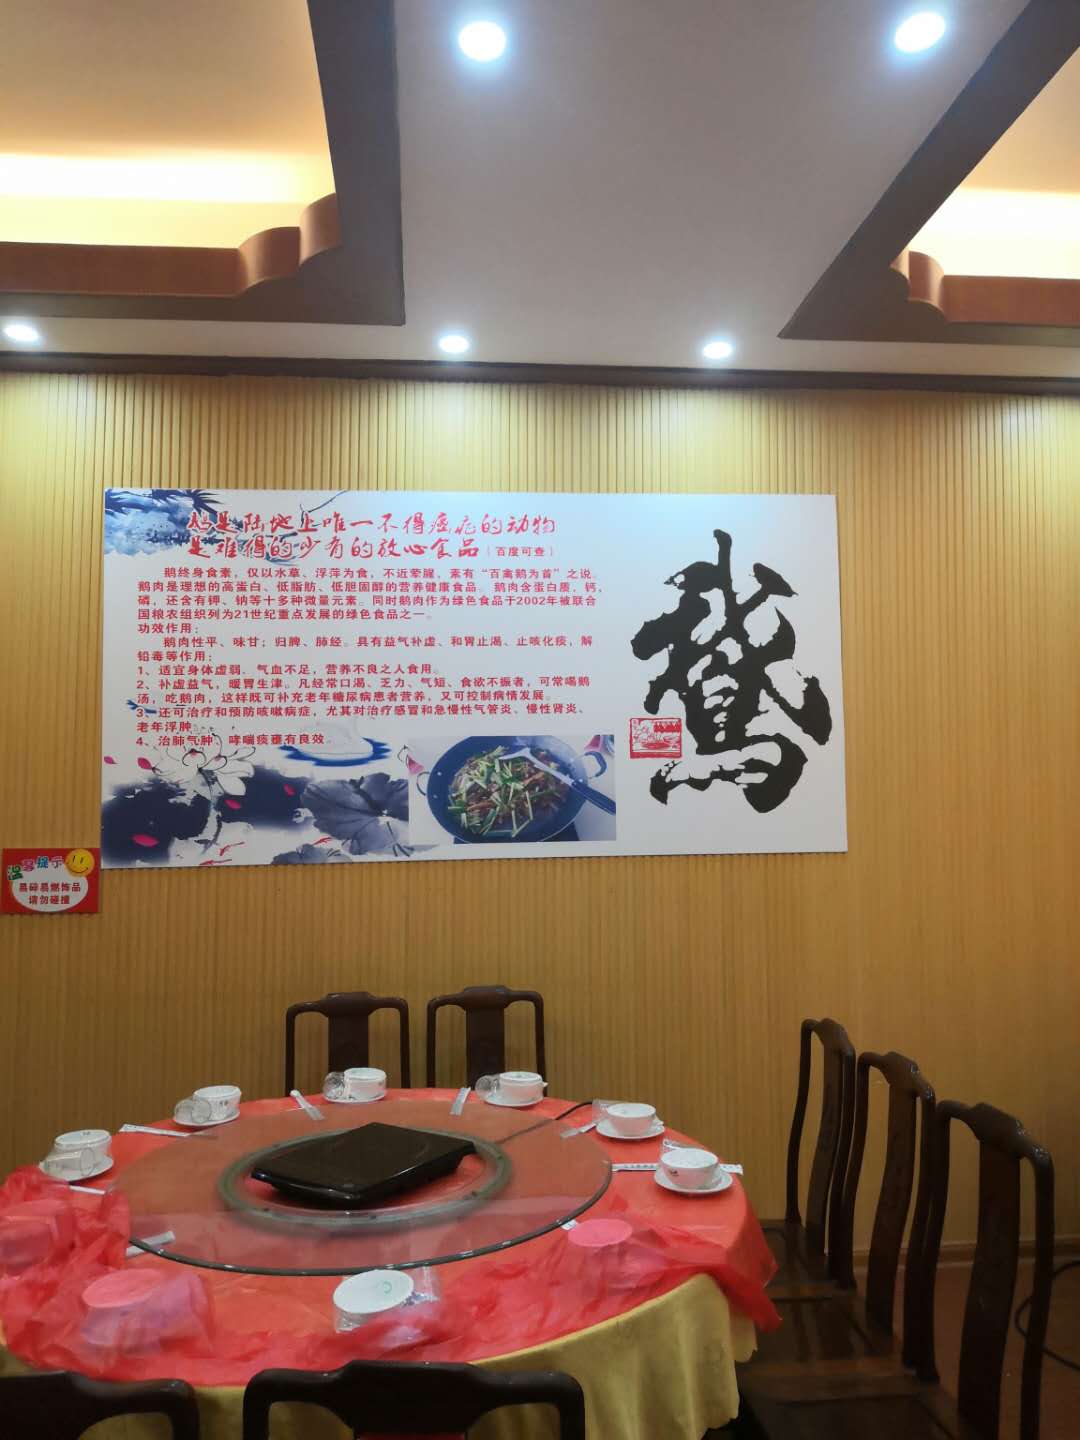 鹅是陆地上唯一不得癌症的动物
是难得的少有的放心食品（百度可查）
鹅终身食素，仅以水草、浮萍为食，不近荤腥，素有“百禽鹅为首”之说。
鹅肉是理想的高蛋白、低脂肪、低胆固醇的营养健康食品。鹅肉含蛋白质，钙，
磷，还含有钾、钠等十多种微量元素。同时鹅肉作为绿色食品于2002年被联合
国粮农组织列为21世纪重点发展的绿色食品之一。
功效作用：
鹅肉性平、味甘；归脾、肺经。具有益气补虚、和胃止渴、止咳化痰，解
铅毒等作用：
1、适宜身体虚弱，气血不足，营养不良之人食用。
2、补虚益气，暖胃生津。凡经常口渴、乏力、气短、食欲不振者，可常喝鹅
汤，吃鹅肉，这样既可补充老年糖尿病患者营养，又可控制病情发展。
3、还可治疗和预防咳嗽病症，尤其对治疗感冒和急慢性气管炎、慢性肾炎、
老年浮肿
4、治肺气肿、哮喘痰壅有良效。
鹅
温馨提示
易碎易燃饰品
请勿碰撞